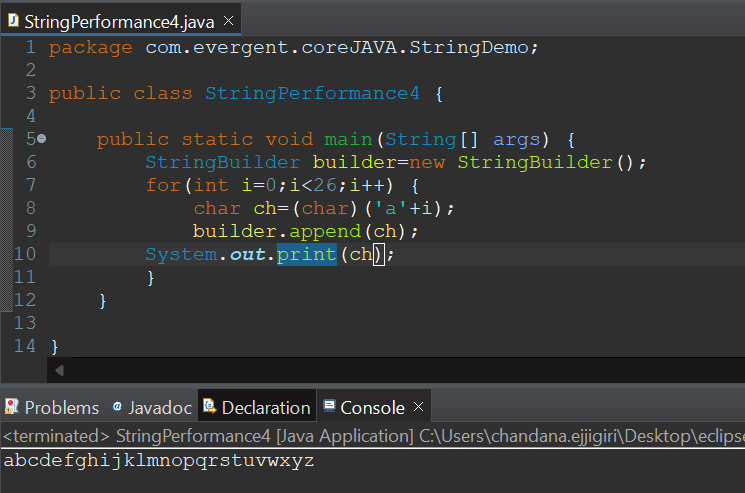 StringPerformance4.java
1 package com.evergent.coreJAVA.StringDemo;
2
3 public class StringPerformance4 {
4
5     public static void main(String[] args) {
6         StringBuilder builder=new StringBuilder();
7         for(int i=0;i<26;i++) {
8             char ch=(char)('a'+i);
9             builder.append(ch);
10         System.out.print(ch);
11         }
12     }
13
14 }
Problems @ Javadoc Declaration Console
<terminated> StringPerformance4 [Java Application] C:\Users\chandana.ejjigiri\Desktop\eclipse
abcdefghijklmnopqrstuvwxyz